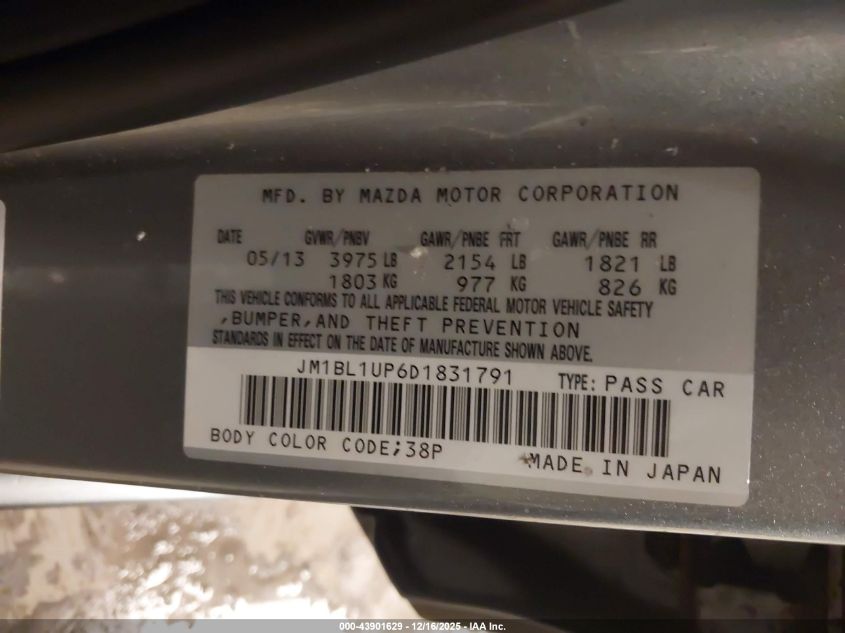 MFD. BY MAZDA MOTOR CORPORATION
DATE GVWR/PNBV GAWR/PNBE FRT GAWR/PNBE RR
05/13 3975 LB 2154 LB 1821 LB
1803 KG 977 KG 826 KG
THIS VEHICLE CONFORMS TO ALL APPLICABLE FEDERAL MOTOR VEHICLE SAFETY
,BUMPER,AND THEFT PREVENTION
STANDARDS IN EFFECT ON THE DATE OF MANUFACTURE SHOWN ABOVE.
JM1BL1UP6D1831791 TYPE: PASS CAR
BODY COLOR CODE;38P MADE IN JAPAN
000-43901629 - 12/16/2025 - IAA Inc.